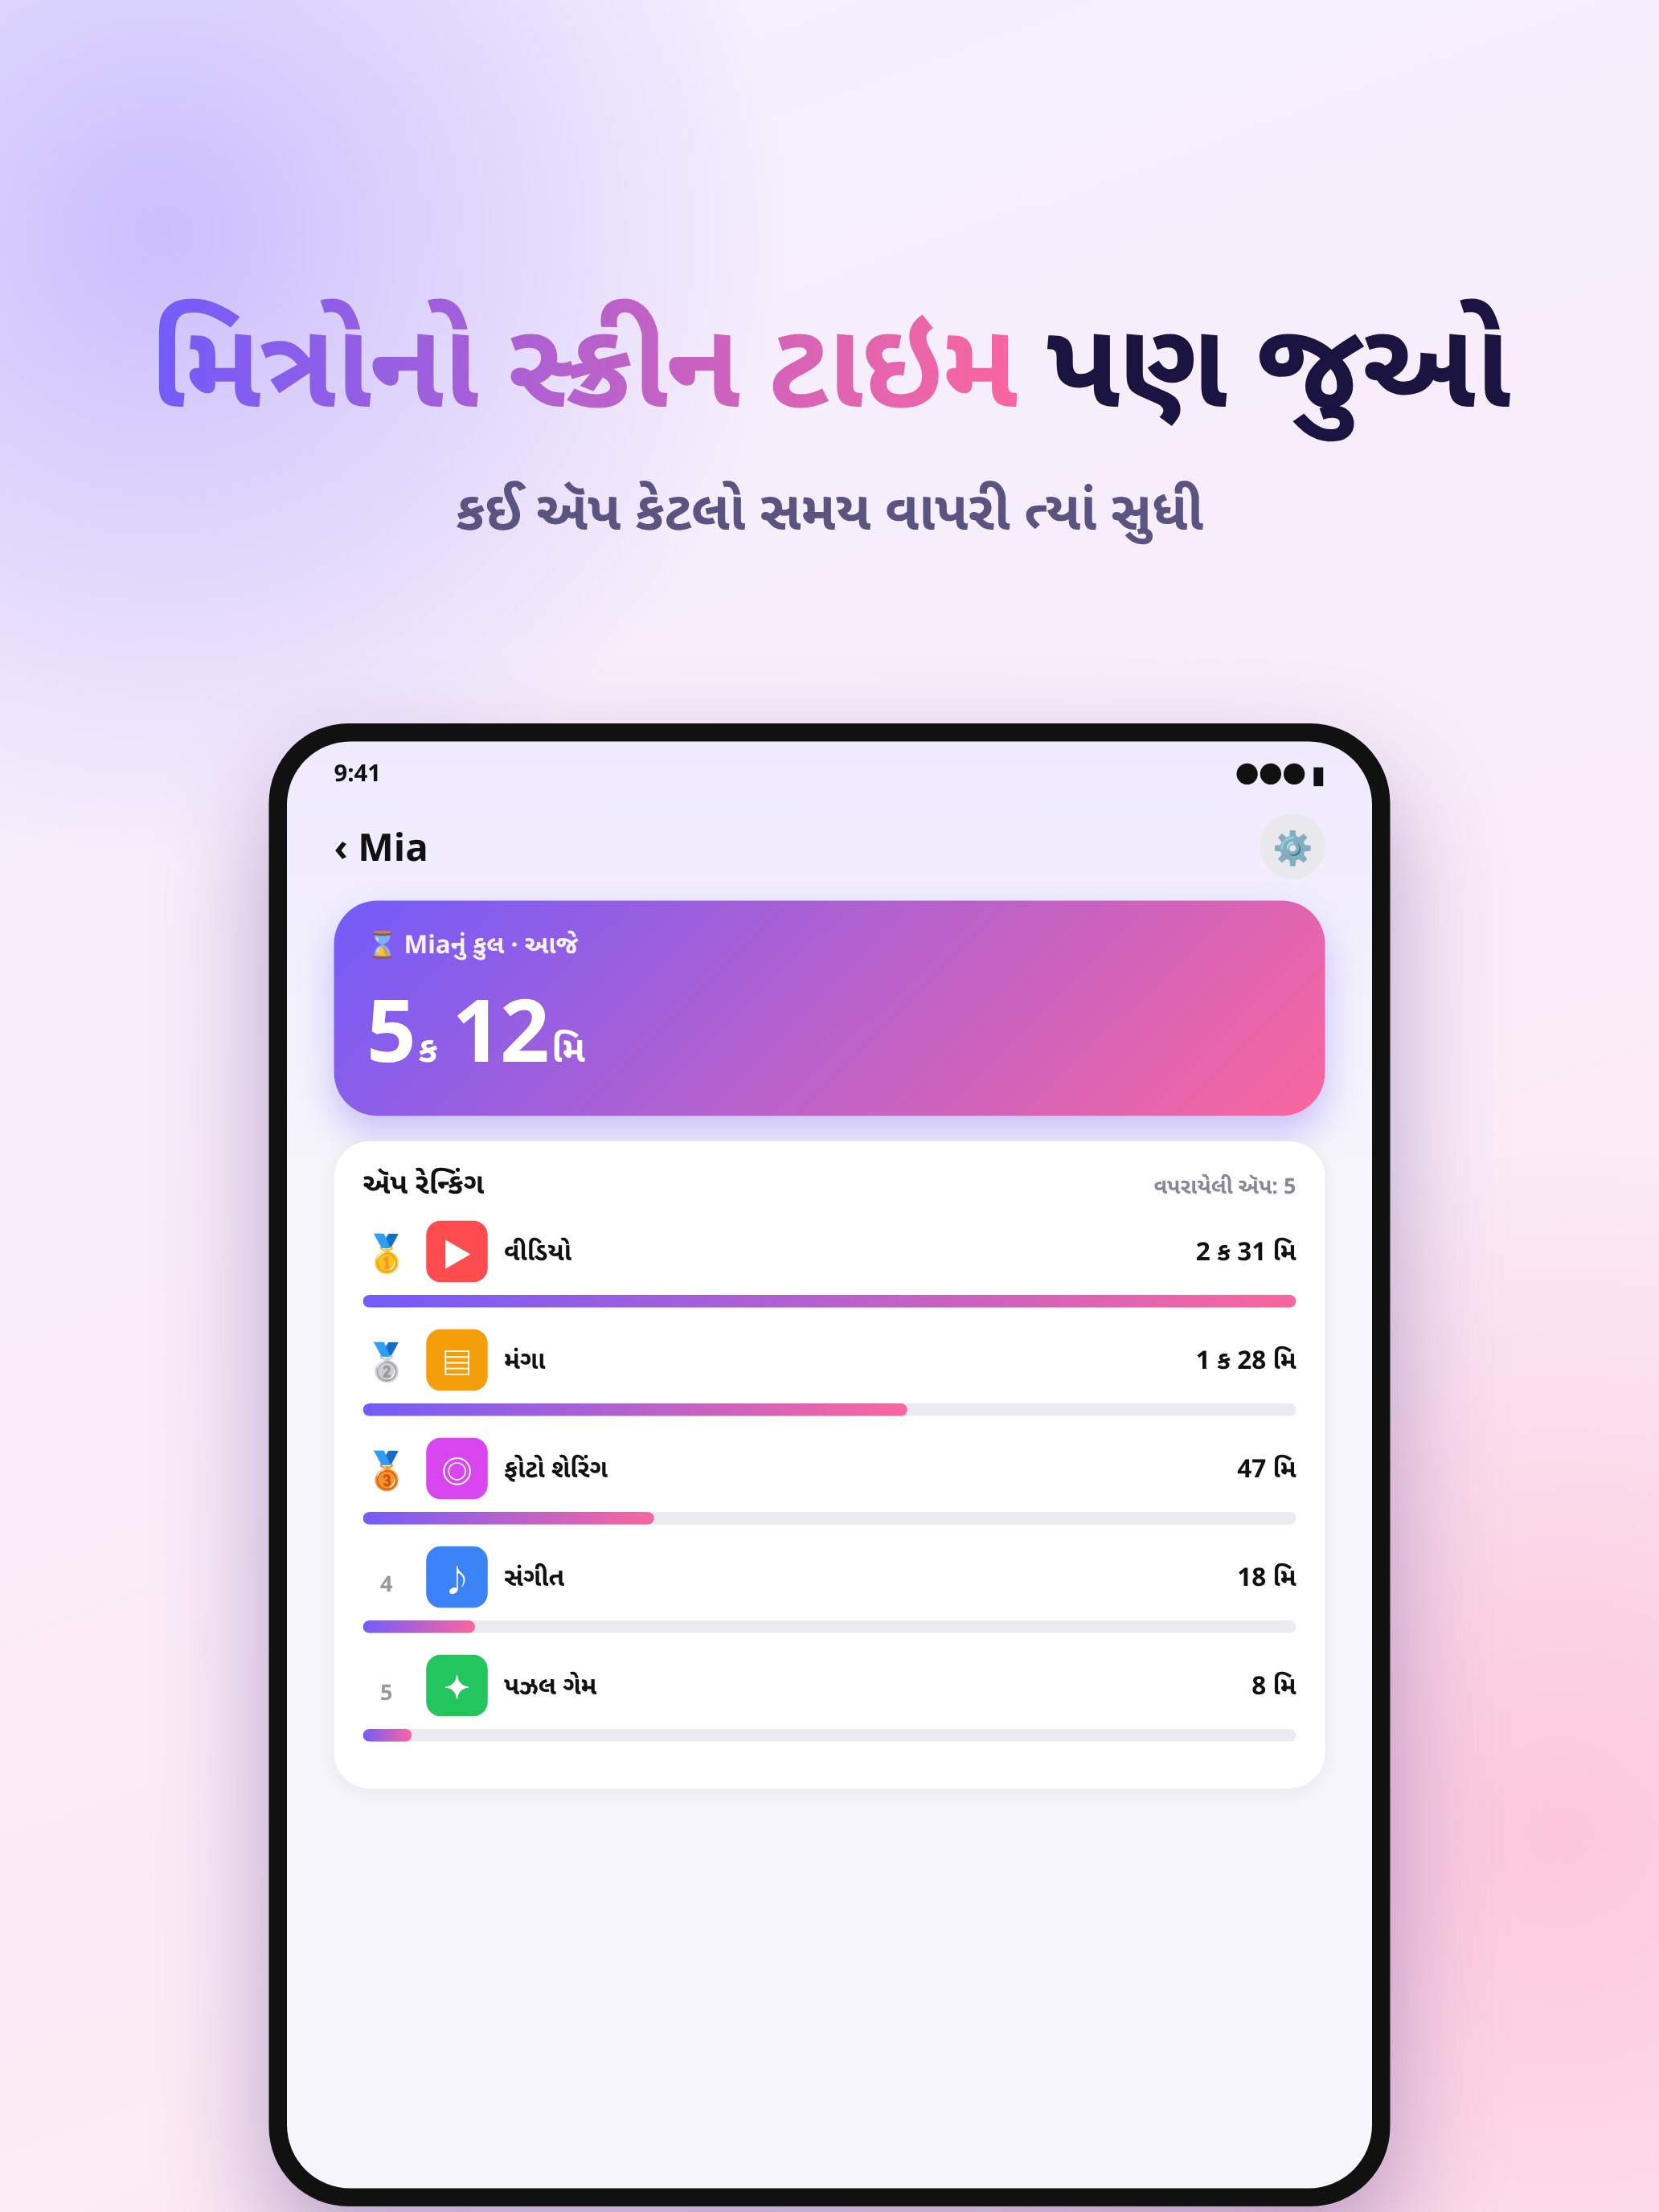 મિત્રોનો સ્ક્રીન ટાઇમ પણ જુઓ
કઈ ઍપ કેટલો સમય વાપરી ત્યાં સુધી
9:41
‹ Mia
⌛ Miaનું કુલ · આજે
5ક 12મિ
ઍપ રેન્કિંગ
વપરાયેલી ઍપ: 5
વીડિયો 2 ક 31 મિ
મંગા 1 ક 28 મિ
ફોટો શેરિંગ 47 મિ
4 સંગીત 18 મિ
5 પઝલ ગેમ 8 મિ